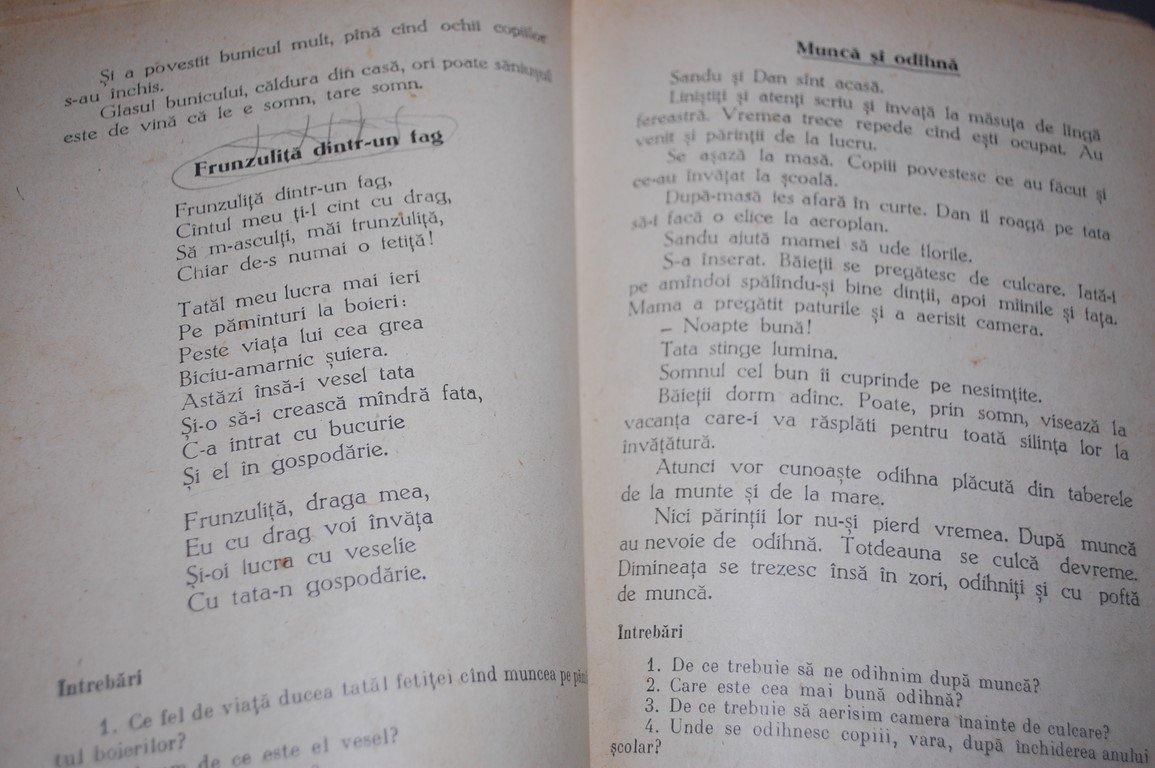 Și a povestit bunicul mult, pînă cînd ochii copiilor
s-au închis.
Glasul bunicului, căldura din casă, ori poate săniușul
este de vină că le e somn, tare somn.
Frunzuliță dintr-un fag
Frunzuliță dintr-un fag,
Cîntul meu ți-l cînt cu drag,
Să m-asculți, măi frunzuliță,
Chiar de-s numai o fetiță!
Tatăl meu lucra mai ieri
Pe pămînturi la boieri:
Peste viața lui cea grea
Biciu-amarnic șuiera.
Astăzi însă-i vesel tata
Și-o să-i crească mîndră fata,
C-a intrat cu bucurie
Și el în gospodărie.
Frunzuliță, draga mea,
Eu cu drag voi învăța
Și-oi lucra cu veselie
Cu tata-n gospodărie.
Întrebări
1. Ce fel de viață ducea tatăl fetiței cînd muncea pe
tul boierilor?
de ce este el vesel?
Muncă și odihnă
Sandu și Dan sînt acasă.
Liniștiți și atenți scriu și învață la măsuța de lîngă
fereastră. Vremea trece repede cînd ești ocupat. Au
venit și părinții de la lucru.
Se așază la masă. Copiii povestesc ce au făcut și
ce-au învățat la școală.
După-masă ies afară în curte. Dan îl roagă pe tata
să-i facă o elice la aeroplan.
Sandu ajută mamei să ude florile.
S-a înserat. Băieții se pregătesc de culcare. Iată-i
pe amîndoi spălîndu-și bine dinții, apoi mîinile și fața.
Mama a pregătit paturile și a aerisit camera.
– Noapte bună!
Tata stinge lumina.
Somnul cel bun îi cuprinde pe nesimțite.
Băieții dorm adînc. Poate, prin somn, visează la
vacanța care-i va răsplăti pentru toată silința lor la
învățătură.
Atunci vor cunoaște odihna plăcută din taberele
de la munte și de la mare.
Nici părinții lor nu-și pierd vremea. După muncă
au nevoie de odihnă. Totdeauna se culcă devreme.
Dimineața se trezesc însă în zori, odihniți și cu poftă
de muncă.
Întrebări
1. De ce trebuie să ne odihnim după muncă?
2. Care este cea mai bună odihnă?
3. De ce trebuie să aerisim camera înainte de culcare?
4. Unde se odihnesc copiii, vara, după închiderea anului
școlar?